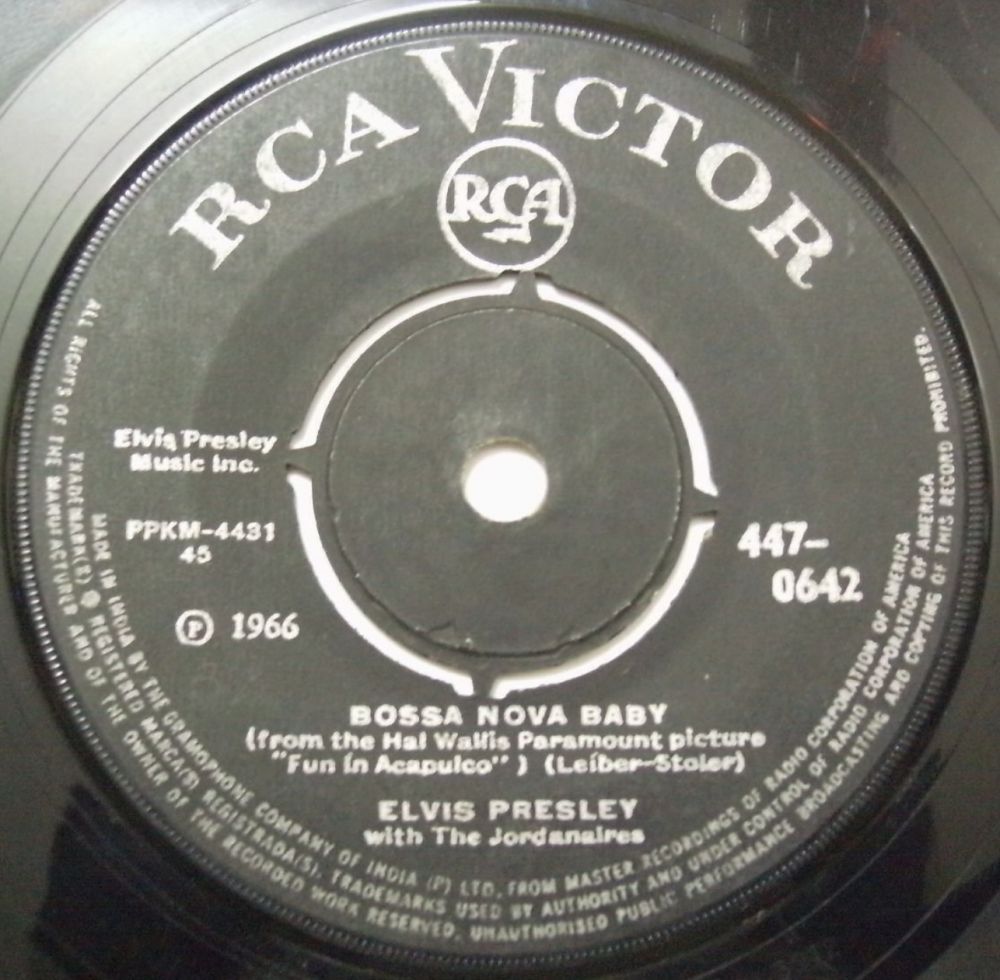 RCA VICTOR
RCA
Elvis Presley
Music Inc.
PPKM-4431
45
℗ 1966
447-
0642
BOSSA NOVA BABY
(from the Hal Wallis Paramount picture
"Fun in Acapulco") (Leiber-Stoler)
ELVIS PRESLEY
with The Jordanaires
MADE IN INDIA BY THE GRAMOPHONE COMPANY OF INDIA (P) LTD. FROM MASTER RECORDINGS OF RADIO CORPORATION OF AMERICA
TRADEMARK(S) ® REGISTERED MARCA(S) REGISTRADA(S). TRADEMARKS USED BY AUTHORITY AND UNDER CONTROL OF RADIO CORPORATION OF AMERICA
ALL RIGHTS OF THE MANUFACTURER AND OF THE OWNER OF THE RECORDED WORK RESERVED. UNAUTHORISED PUBLIC PERFORMANCE BROADCASTING AND COPYING OF THIS RECORD PROHIBITED.